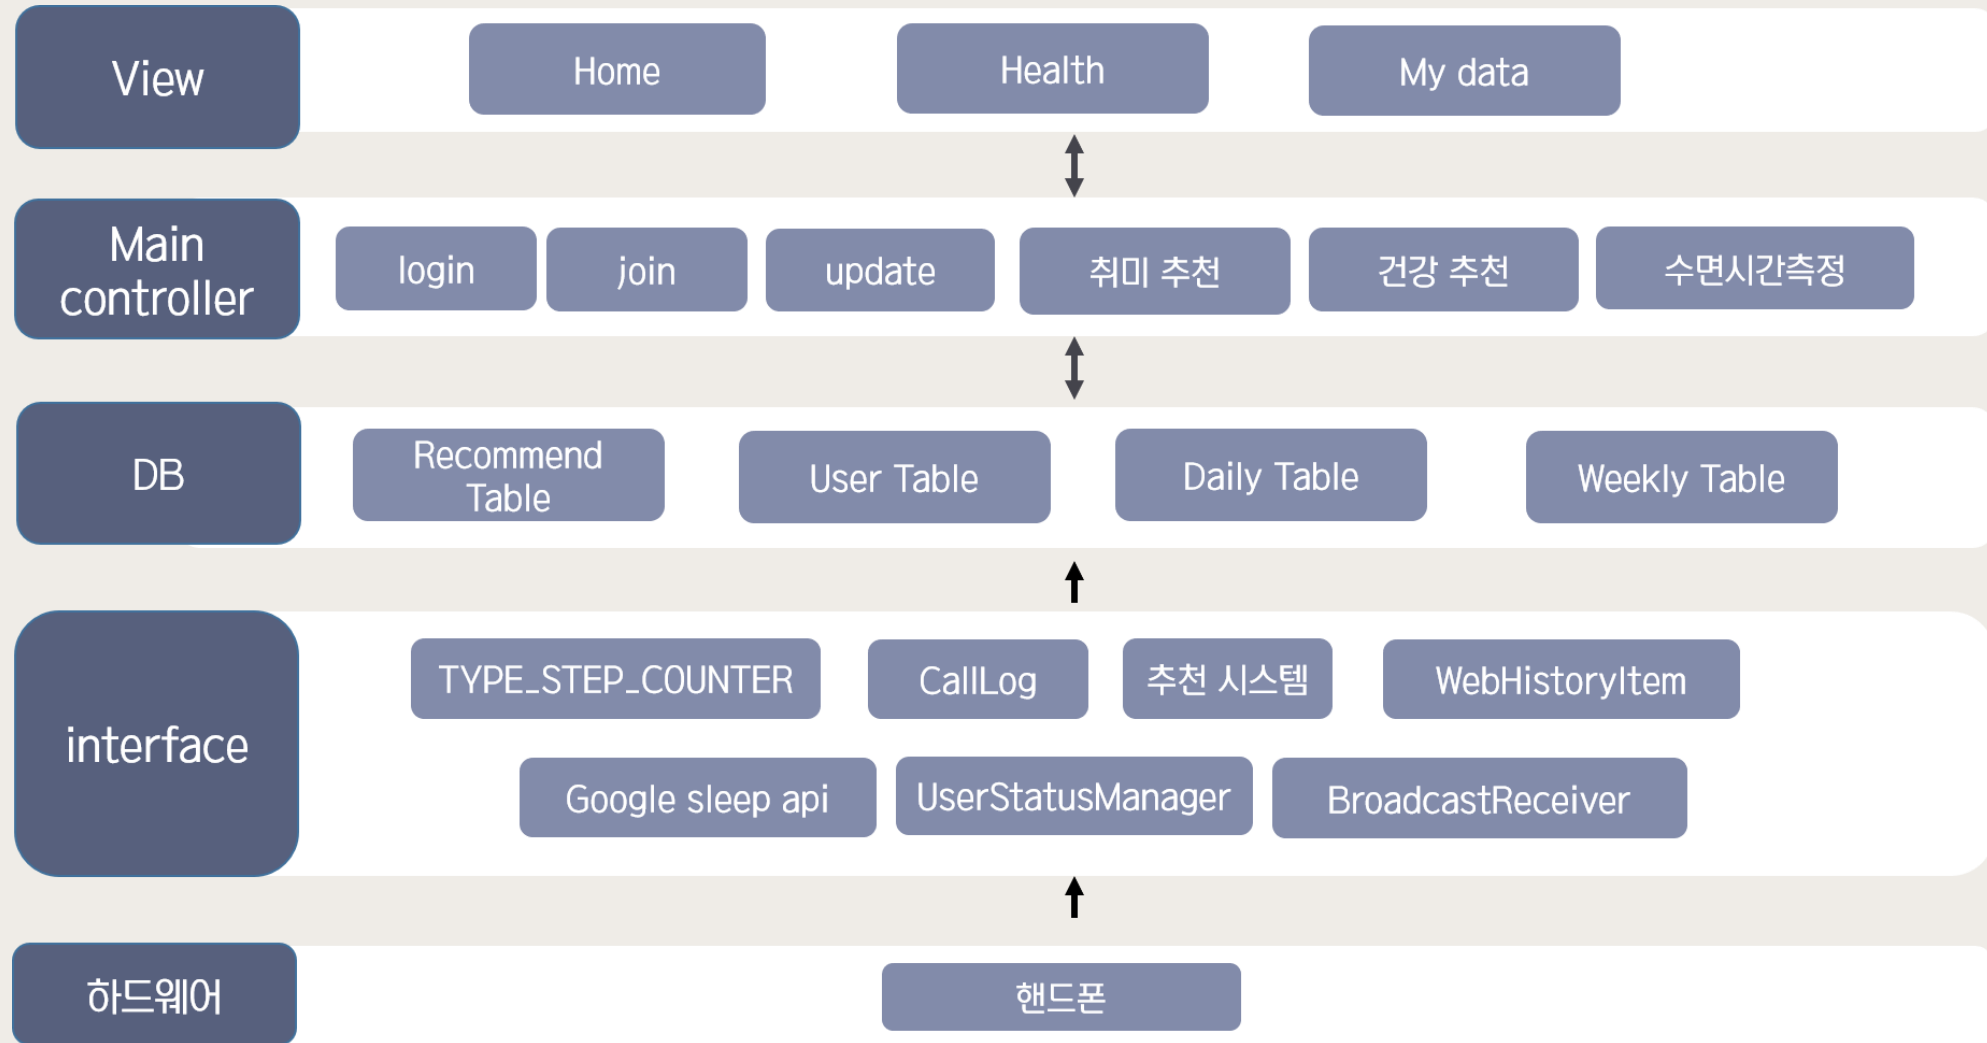 View
Home
Health
My data
Main
controller
login
join
update
취미 추천
건강 추천
수면시간측정
DB
Recommend
Table
User Table
Daily Table
Weekly Table
interface
TYPE_STEP_COUNTER
CallLog
추천 시스템
WebHistoryItem
Google sleep api
UserStatusManager
BroadcastReceiver
하드웨어
핸드폰